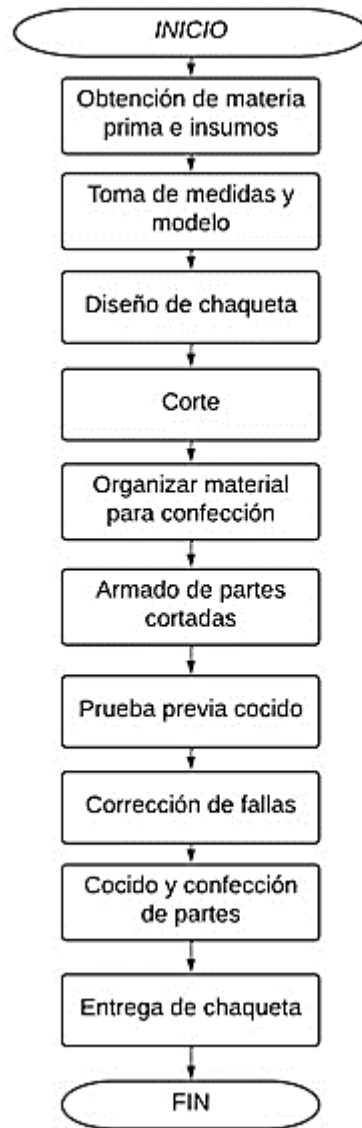 INICIO
Obtención de materia
prima e insumos
Toma de medidas y
modelo
Diseño de chaqueta
Corte
Organizar material
para confección
Armado de partes
cortadas
Prueba previa cocido
Corrección de fallas
Cocido y confección
de partes
Entrega de chaqueta
FIN